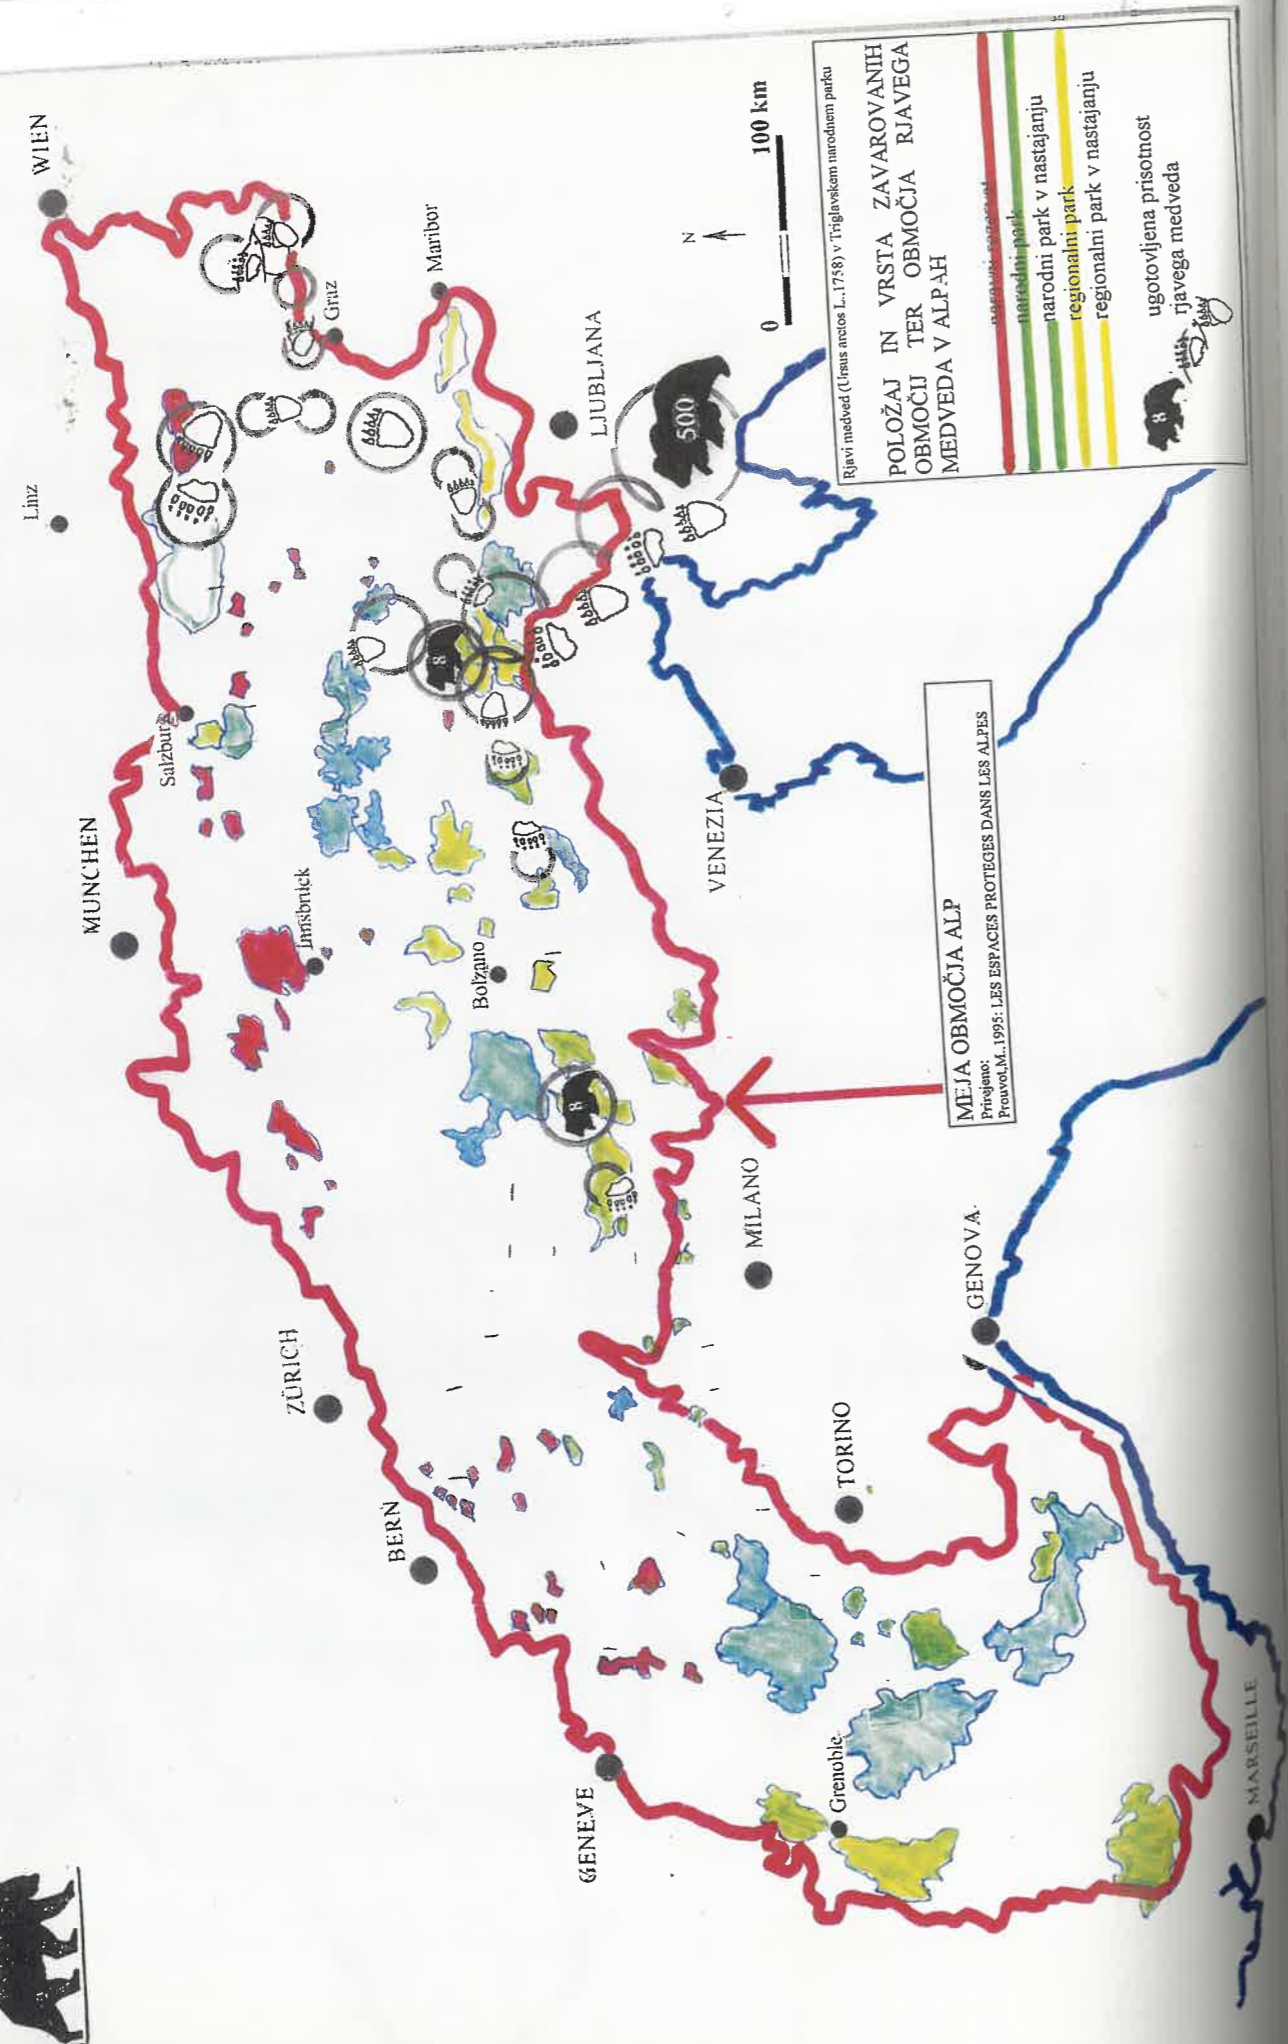 WIEN
Linz
MUNCHEN
Salzburg
Graz
Maribor
LJUBLJANA
Innsbruck
Bolzano
ZÜRICH
BERN
GENEVE
Grenoble
VENEZIA
MILANO
TORINO
GENOVA
MARSEILLE
500
8
8
N
0 100 km
MEJA OBMOČJA ALP
Prirejeno:
Prouvot,M..1995: LES ESPACES PROTEGES DANS LES ALPES
Rjavi medved (Ursus arctos L..1758) v Triglavskem narodnem parku
POLOŽAJ IN VRSTA ZAVAROVANIH
OBMOČIJ TER OBMOČJA RJAVEGA
MEDVEDA V ALPAH
naravni rezervat
narodni park
narodni park v nastajanju
regionalni park
regionalni park v nastajanju
8
ugotovljena prisotnost
rjavega medveda